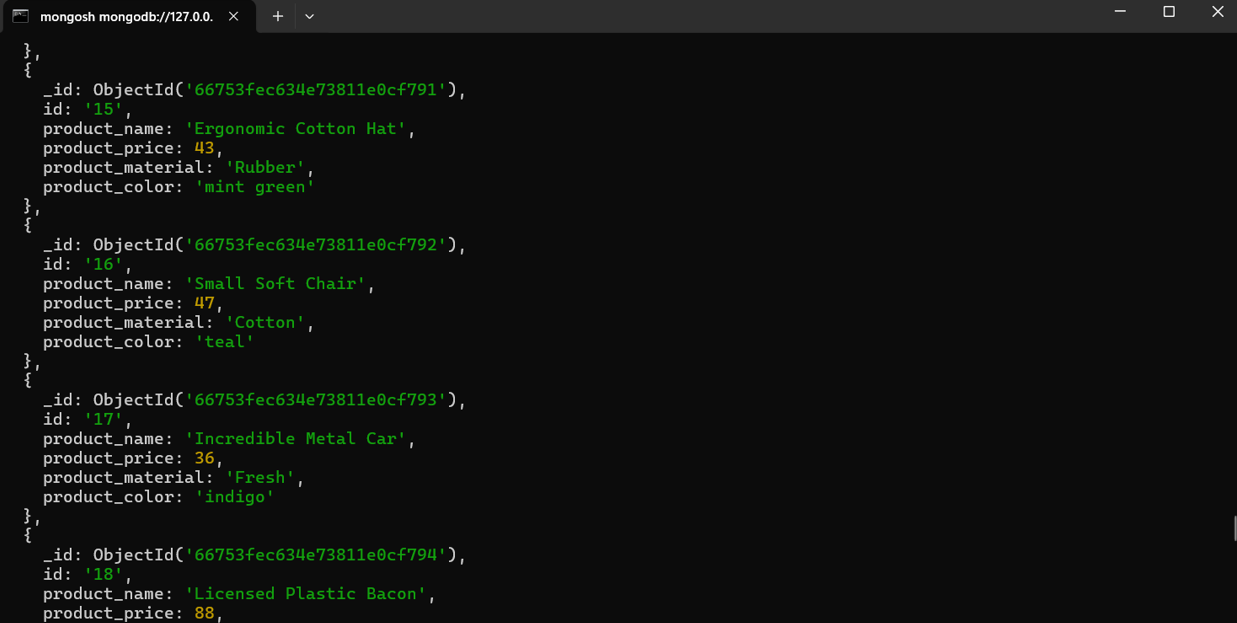 mongosh mongodb://127.0.0.
},
{
_id: ObjectId('66753fec634e73811e0cf791'),
id: '15',
product_name: 'Ergonomic Cotton Hat',
product_price: 43,
product_material: 'Rubber',
product_color: 'mint green'
},
{
_id: ObjectId('66753fec634e73811e0cf792'),
id: '16',
product_name: 'Small Soft Chair',
product_price: 47,
product_material: 'Cotton',
product_color: 'teal'
},
{
_id: ObjectId('66753fec634e73811e0cf793'),
id: '17',
product_name: 'Incredible Metal Car',
product_price: 36,
product_material: 'Fresh',
product_color: 'indigo'
},
{
_id: ObjectId('66753fec634e73811e0cf794'),
id: '18',
product_name: 'Licensed Plastic Bacon',
product_price: 88,